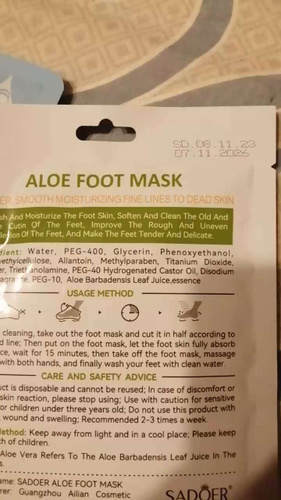 SD.08.11.23
07.11.2026
ALOE FOOT MASK
ER, SMOOTH MOISTURIZING FINE LINES TO DEAD SKIN
sh And Moisturize The Foot Skin, Soften And Clean The Old And
e Cutin Of The Feet, Improve The Rough And Uneven
Of The Feet, And Make The Feet Tender And Delicate.
dient: Water, PEG-400, Glycerin, Phenoxyethanol,
methylcellulose, Allantoin, Methylparaben, Titanium Dioxide,
er, Triethanolamine, PEG-40 Hydrogenated Castor Oil, Disodium
PEG-10, Aloe Barbadensis Leaf Juice,essence
USAGE METHOD
cleaning, take out the foot mask and cut it in half according to
d line; Then put on the foot mask, let the foot skin fully absorb
ce, wait for 15 minutes, then take off the foot mask, massage
with both hands, and finally wash your feet with clean water.
CARE AND SAFETY ADVICE
uct is disposable and cannot be reused; In case of discomfort or
skin reaction, please stop using; Use with caution for sensitive
or children under three years old; Do not use this product with
wound and swelling; Recommended 2-3 times a week.
Method: Keep away from light and in a cool place; Please keep
ch of children.
Aloe Vera Refers To The Aloe Barbadensis Leaf Juice In The
s.
ame: SADOER ALOE FOOT MASK
rer: Guangzhou Ailian Cosmetic
SADOER